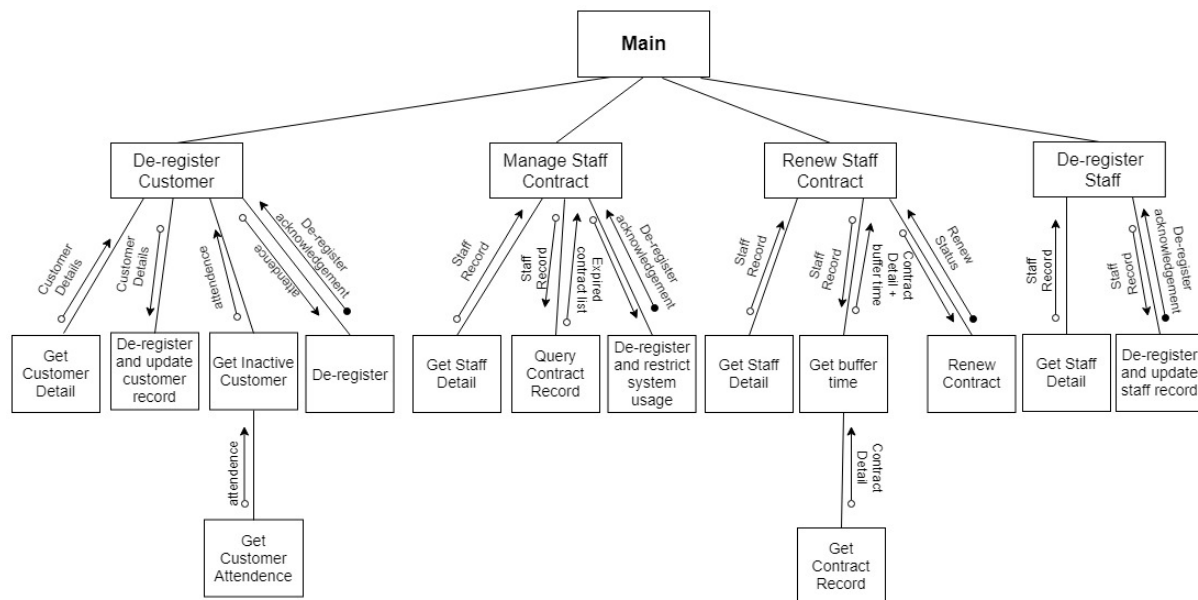 Main
De-register
Customer
Manage Staff
Contract
Renew Staff
Contract
De-register
Staff
Customer
Details
Customer
Details
attendence
attendence
De-register
acknowledgement
Staff
Record
Staff
Record
Expired
contract list
De-register
acknowledgement
Staff
Record
Staff
Record
Contract
Detail +
buffer time
Renew
Status
Staff
Record
Staff
Record
De-register
acknowledgement
Get
Customer
Detail
De-register
and update
customer
record
Get Inactive
Customer
De-register
Get Staff
Detail
Query
Contract
Record
De-register
and restrict
system
usage
Get Staff
Detail
Get buffer
time
Renew
Contract
Get Staff
Detail
De-register
and update
staff record
attendence
Contract
Detail
Get
Customer
Attendence
Get
Contract
Record